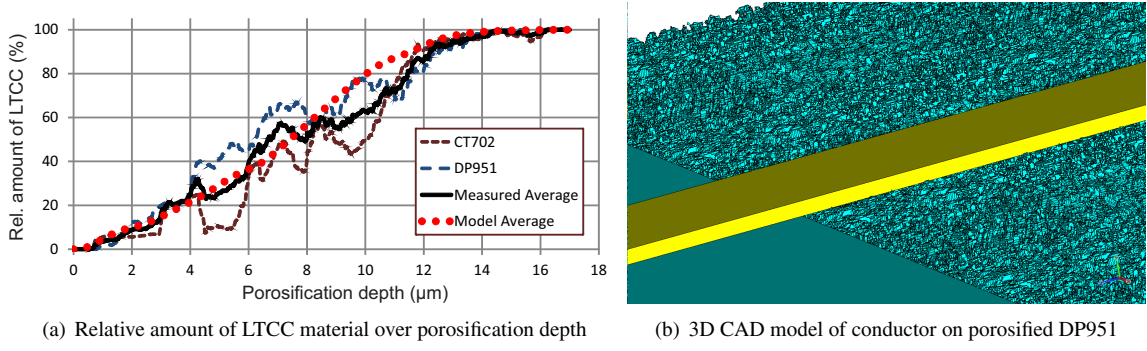 Rel. amount of LTCC (%)
100
80
60
40
20
0
CT702
DP951
Measured Average
Model Average
0 2 4 6 8 10 12 14 16 18
Porosification depth (μm)
(a) Relative amount of LTCC material over porosification depth
(b) 3D CAD model of conductor on porosified DP951